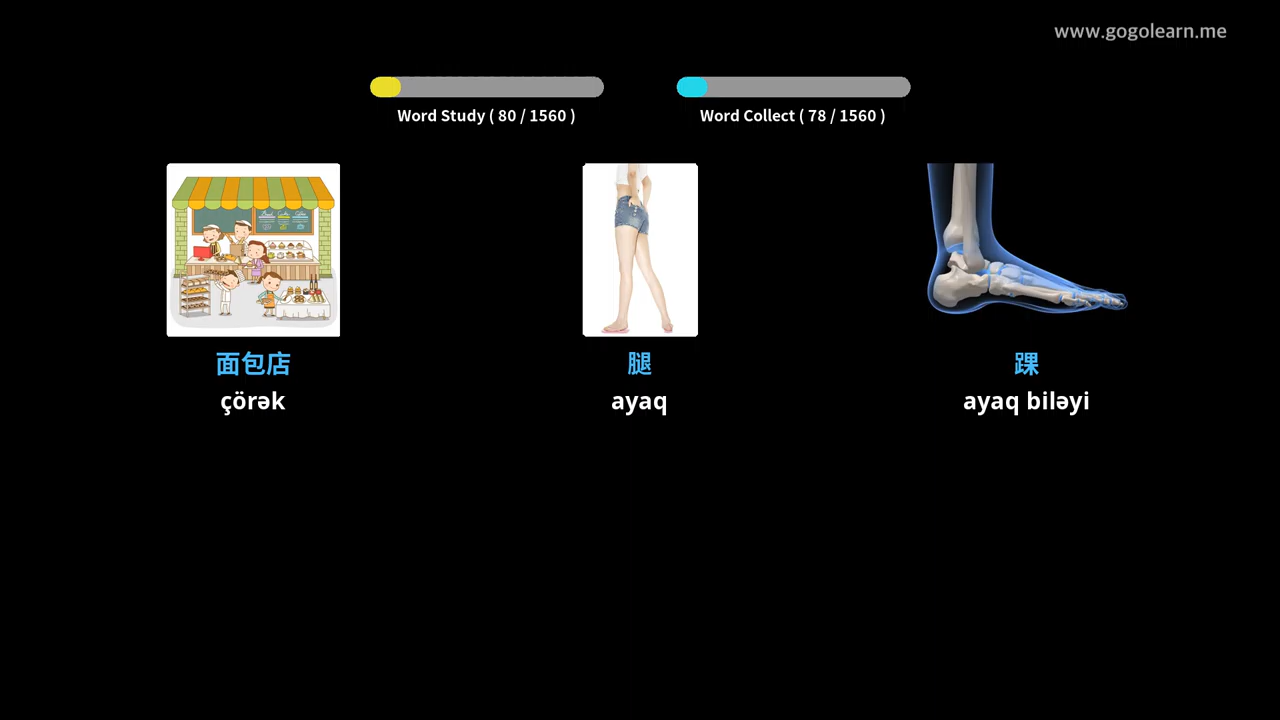 www.gogolearn.me
Word Study ( 80 / 1560 )
Word Collect ( 78 / 1560 )
面包店
腿
踝
çörək
ayaq
ayaq biləyi